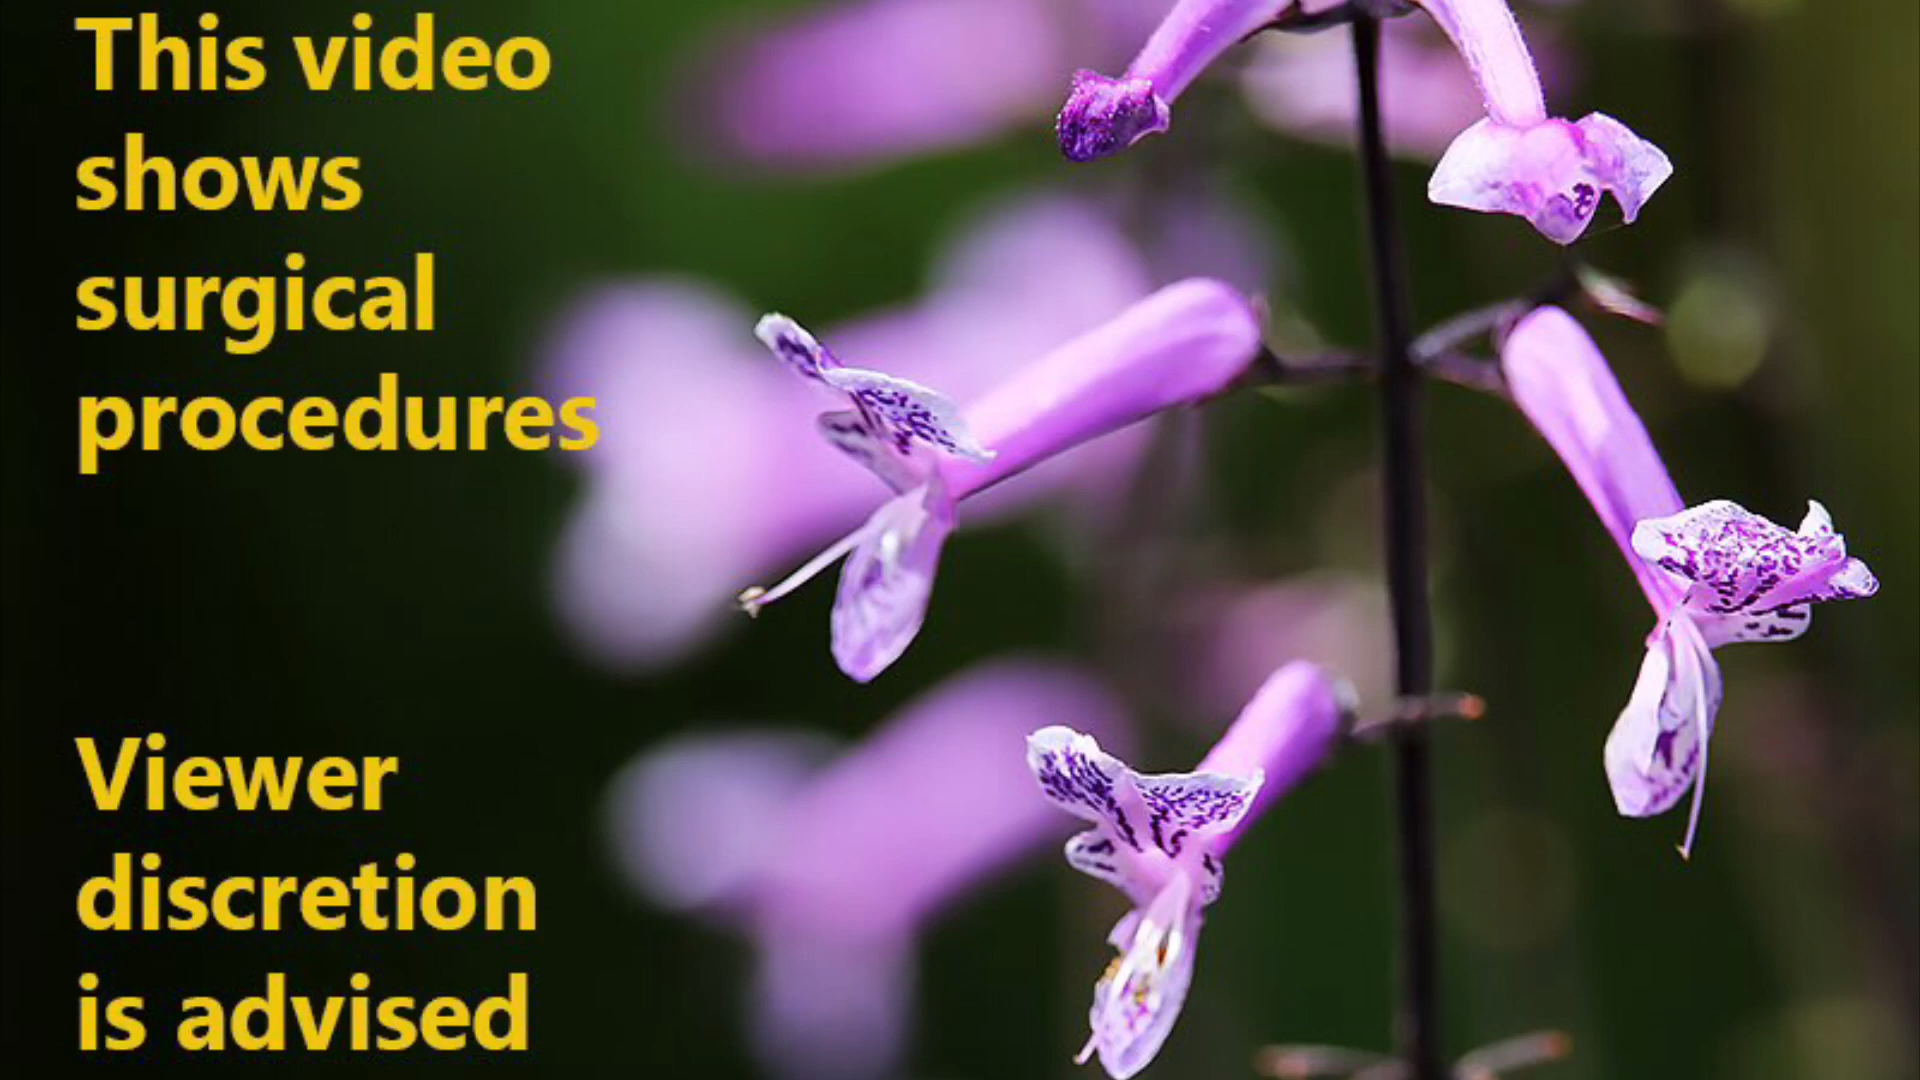 This video
shows
surgical
procedures
Viewer
discretion
is advised